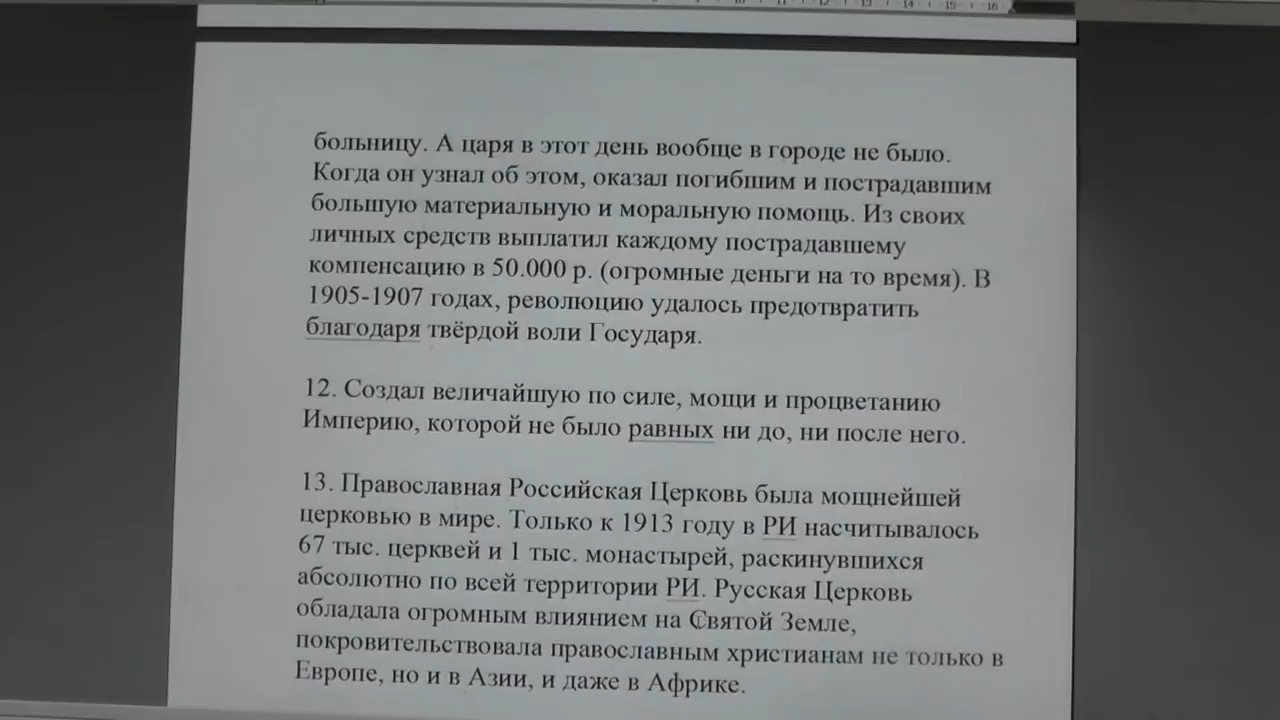 больницу. А царя в этот день вообще в городе не было.
Когда он узнал об этом, оказал погибшим и пострадавшим
большую материальную и моральную помощь. Из своих
личных средств выплатил каждому пострадавшему
компенсацию в 50.000 р. (огромные деньги на то время). В
1905-1907 годах, революцию удалось предотвратить
благодаря твёрдой воли Государя.
12. Создал величайшую по силе, мощи и процветанию
Империю, которой не было равных ни до, ни после него.
13. Православная Российская Церковь была мощнейшей
церковью в мире. Только к 1913 году в РИ насчитывалось
67 тыс. церквей и 1 тыс. монастырей, раскинувшихся
абсолютно по всей территории РИ. Русская Церковь
обладала огромным влиянием на Святой Земле,
покровительствовала православным христианам не только в
Европе, но и в Азии, и даже в Африке.